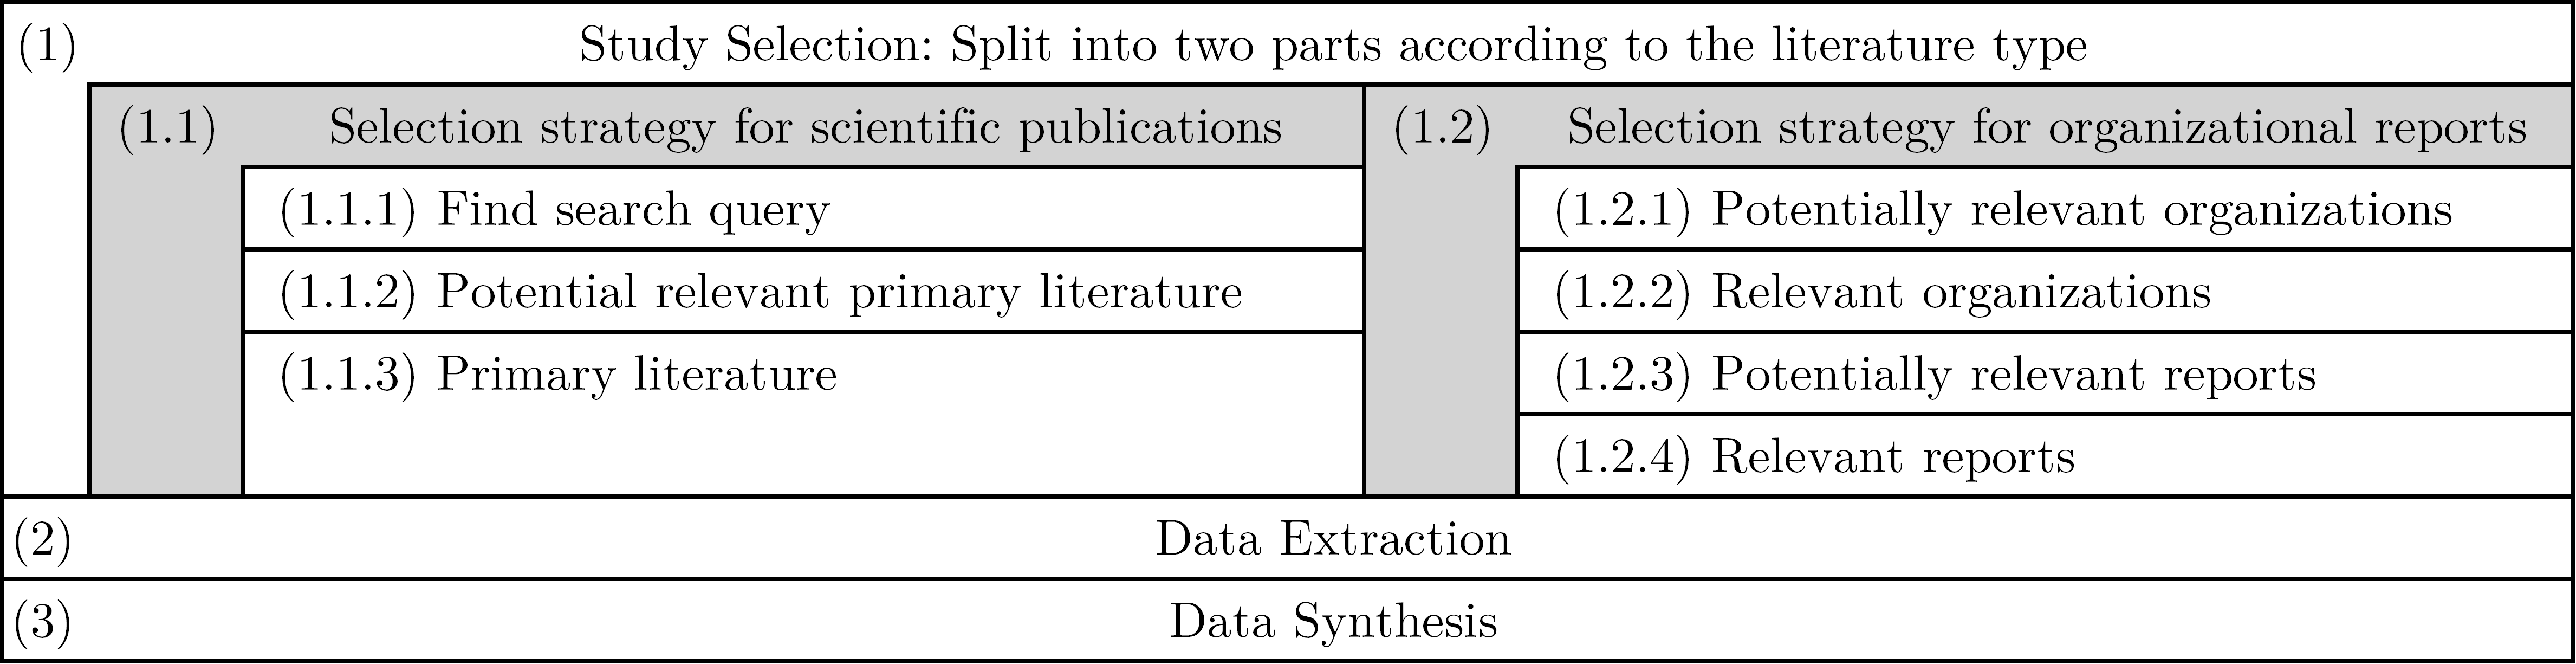 (1) Study Selection: Split into two parts according to the literature type
(1.1) Selection strategy for scientific publications
(1.1.1) Find search query
(1.1.2) Potential relevant primary literature
(1.1.3) Primary literature
(1.2) Selection strategy for organizational reports
(1.2.1) Potentially relevant organizations
(1.2.2) Relevant organizations
(1.2.3) Potentially relevant reports
(1.2.4) Relevant reports
(2) Data Extraction
(3) Data Synthesis